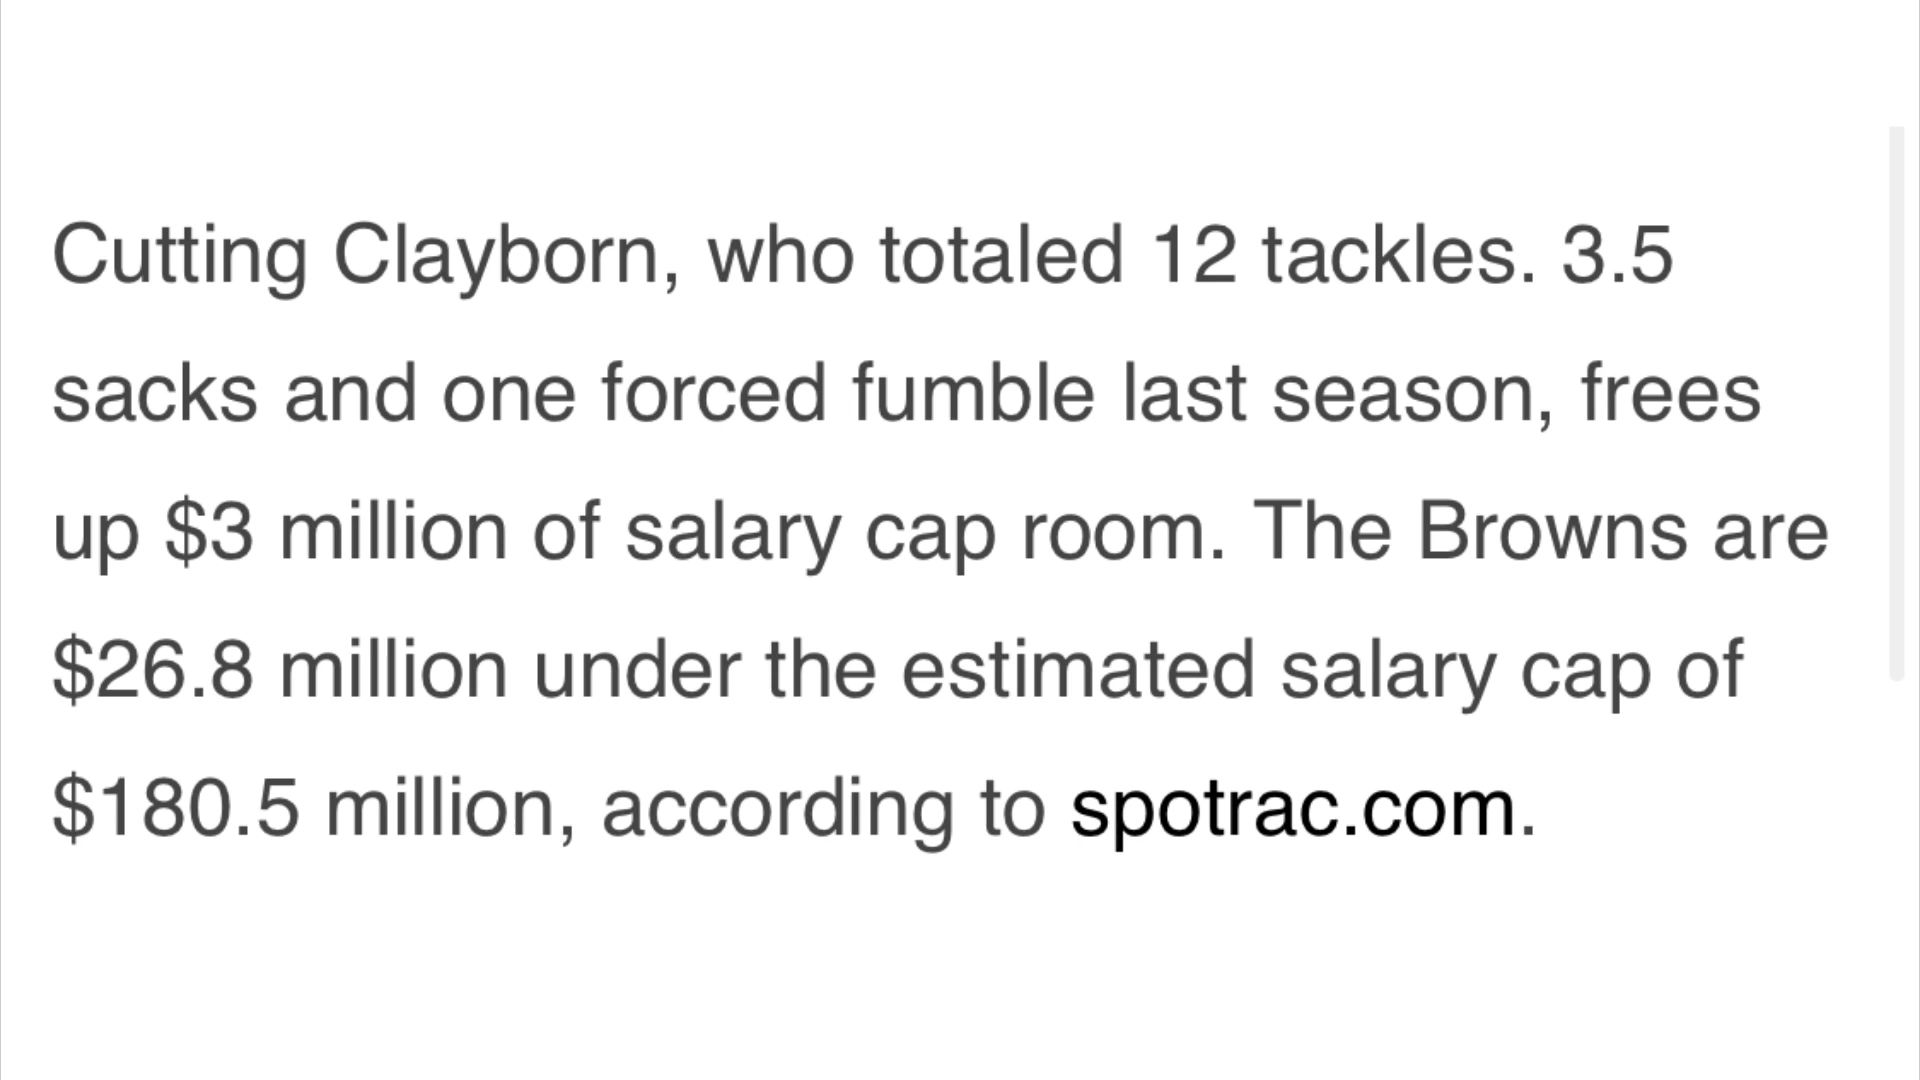 Cutting Clayborn, who totaled 12 tackles. 3.5
sacks and one forced fumble last season, frees
up $3 million of salary cap room. The Browns are
$26.8 million under the estimated salary cap of
$180.5 million, according to spotrac.com.